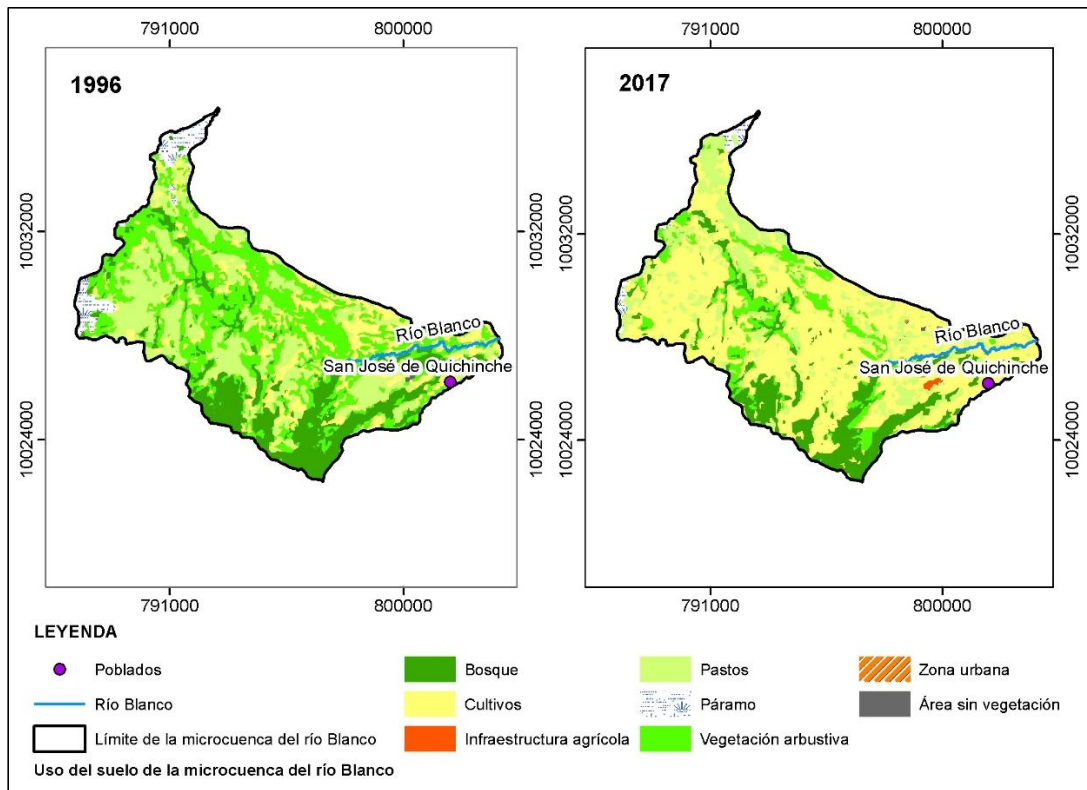 791000 800000
1996
10032000
10024000
Río Blanco
San José de Quichinche
10032000
10024000
791000 800000
791000 800000
2017
10032000
10024000
Río Blanco
San José de Quichinche
10032000
10024000
791000 800000
LEYENDA
Poblados
Río Blanco
Límite de la microcuenca del río Blanco
Bosque
Cultivos
Infraestructura agrícola
Pastos
Páramo
Vegetación arbustiva
Zona urbana
Área sin vegetación
Uso del suelo de la microcuenca del río Blanco